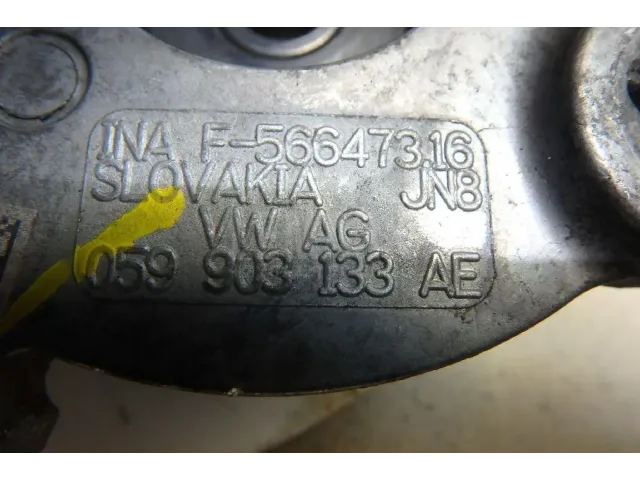 INA F-566473.16
SLOVAKIA JN8
VW AG
059 903 133 AE